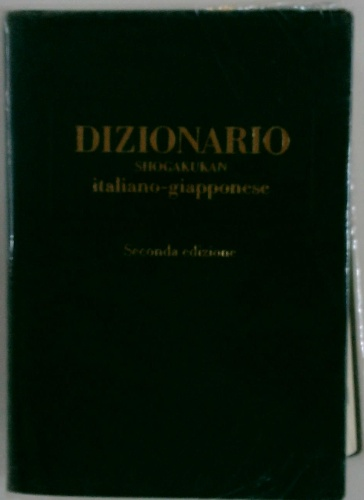 DIZIONARIO
SHOGAKUKAN
italiano-giapponese
Seconda edizione